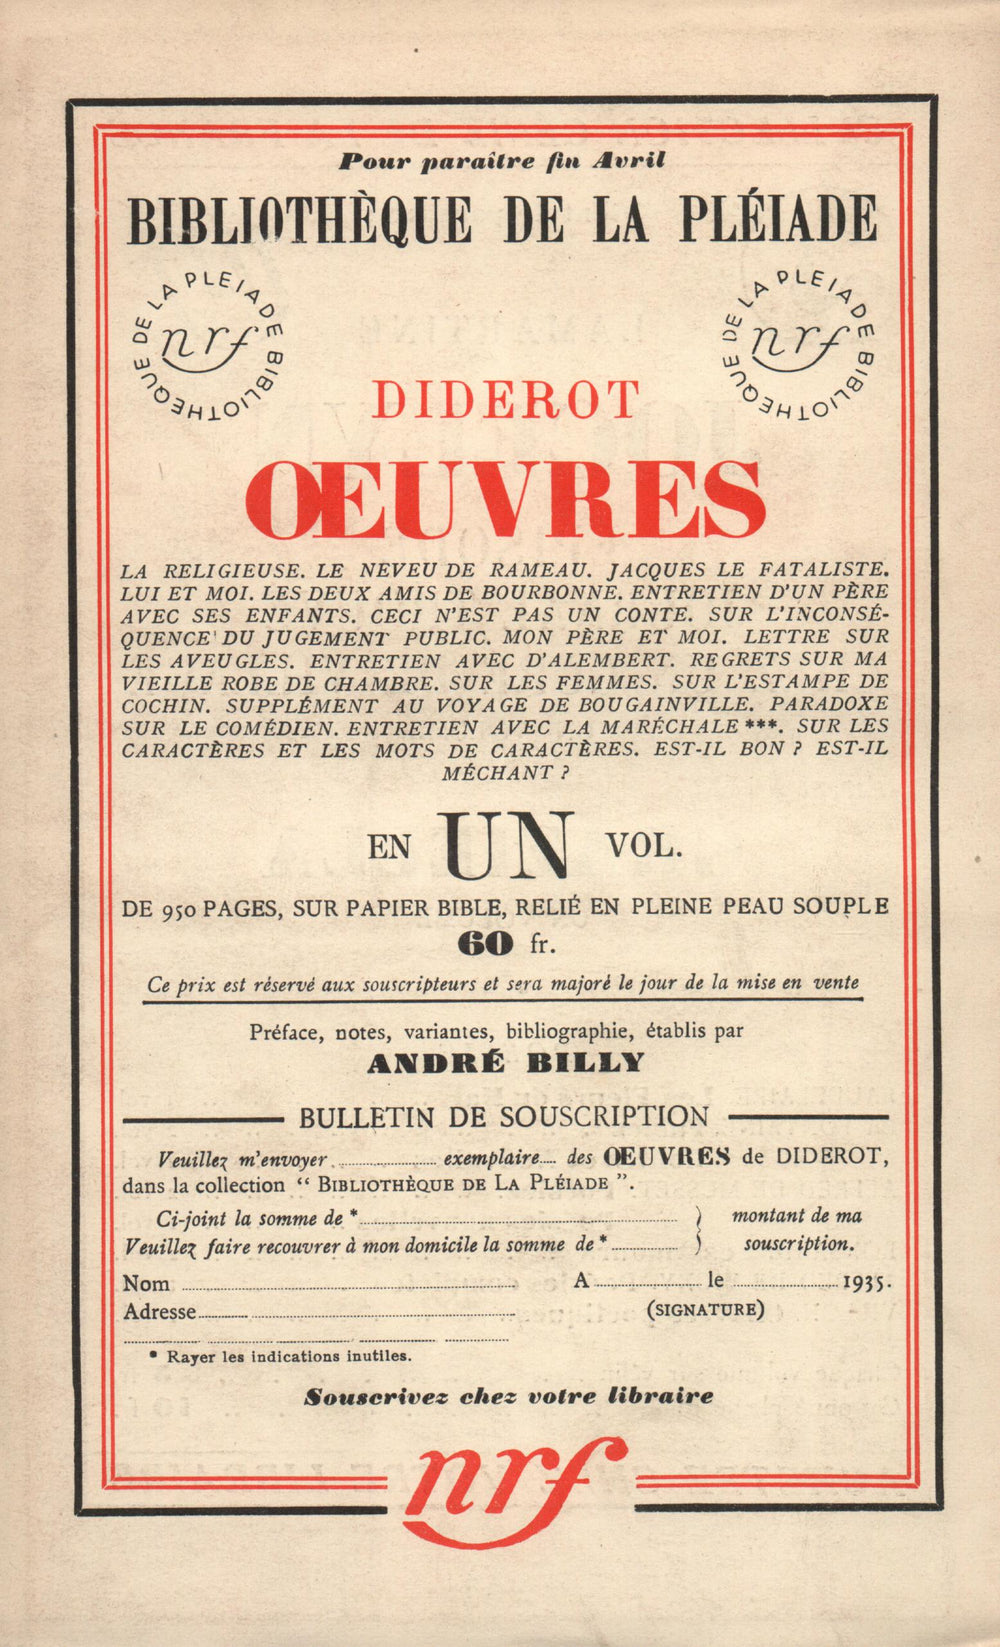 Pour paraître fin Avril
BIBLIOTHÈQUE DE LA PLÉIADE
BIBLIOTHEQUE DE LA PLEIADE
nrf
BIBLIOTHEQUE DE LA PLEIADE
nrf
DIDEROT
ŒUVRES
LA RELIGIEUSE. LE NEVEU DE RAMEAU. JACQUES LE FATALISTE.
LUI ET MOI. LES DEUX AMIS DE BOURBONNE. ENTRETIEN D'UN PÈRE
AVEC SES ENFANTS. CECI N'EST PAS UN CONTE. SUR L'INCONSÉ-
QUENCE DU JUGEMENT PUBLIC. MON PÈRE ET MOI. LETTRE SUR
LES AVEUGLES. ENTRETIEN AVEC D'ALEMBERT. REGRETS SUR MA
VIEILLE ROBE DE CHAMBRE. SUR LES FEMMES. SUR L'ESTAMPE DE
COCHIN. SUPPLÉMENT AU VOYAGE DE BOUGAINVILLE. PARADOXE
SUR LE COMÉDIEN. ENTRETIEN AVEC LA MARÉCHALE ***. SUR LES
CARACTÈRES ET LES MOTS DE CARACTÈRES. EST-IL BON ? EST-IL
MÉCHANT ?
EN UN VOL.
DE 950 PAGES, SUR PAPIER BIBLE, RELIÉ EN PLEINE PEAU SOUPLE
60 fr.
Ce prix est réservé aux souscripteurs et sera majoré le jour de la mise en vente
Préface, notes, variantes, bibliographie, établis par
ANDRÉ BILLY
BULLETIN DE SOUSCRIPTION
Veuillez m'envoyer .......... exemplaire.... des ŒUVRES de DIDEROT,
dans la collection “ BIBLIOTHÈQUE DE LA PLÉIADE ”.
Ci-joint la somme de * .......... } montant de ma
Veuillez faire recouvrer à mon domicile la somme de * .......... } souscription.
Nom .......... A .......... le .......... 1935.
Adresse .......... (SIGNATURE)
* Rayer les indications inutiles.
Souscrivez chez votre libraire
nrf